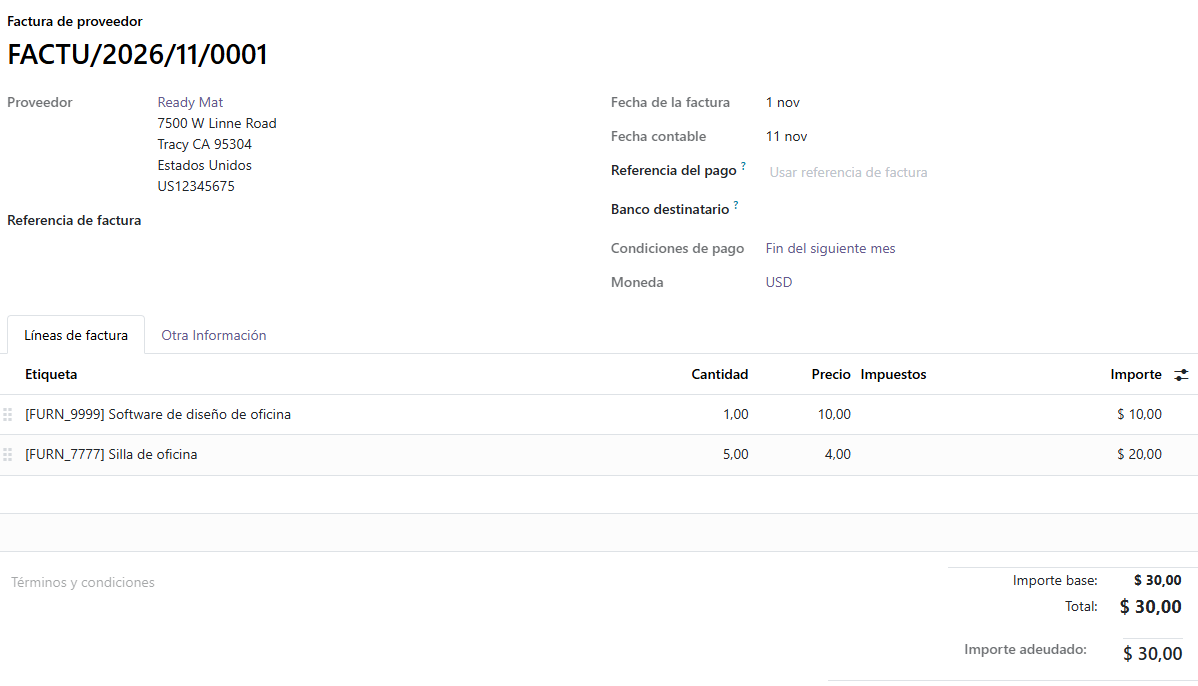 Factura de proveedor
FACTU/2026/11/0001
Proveedor
Ready Mat
7500 W Linne Road
Tracy CA 95304
Estados Unidos
US12345675
Referencia de factura
Fecha de la factura 1 nov
Fecha contable 11 nov
Referencia del pago ? Usar referencia de factura
Banco destinatario ?
Condiciones de pago Fin del siguiente mes
Moneda USD
Líneas de factura Otra Información
Etiqueta Cantidad Precio Impuestos Importe
[FURN_9999] Software de diseño de oficina 1,00 10,00 $ 10,00
[FURN_7777] Silla de oficina 5,00 4,00 $ 20,00
Términos y condiciones
Importe base: $ 30,00
Total: $ 30,00
Importe adeudado: $ 30,00